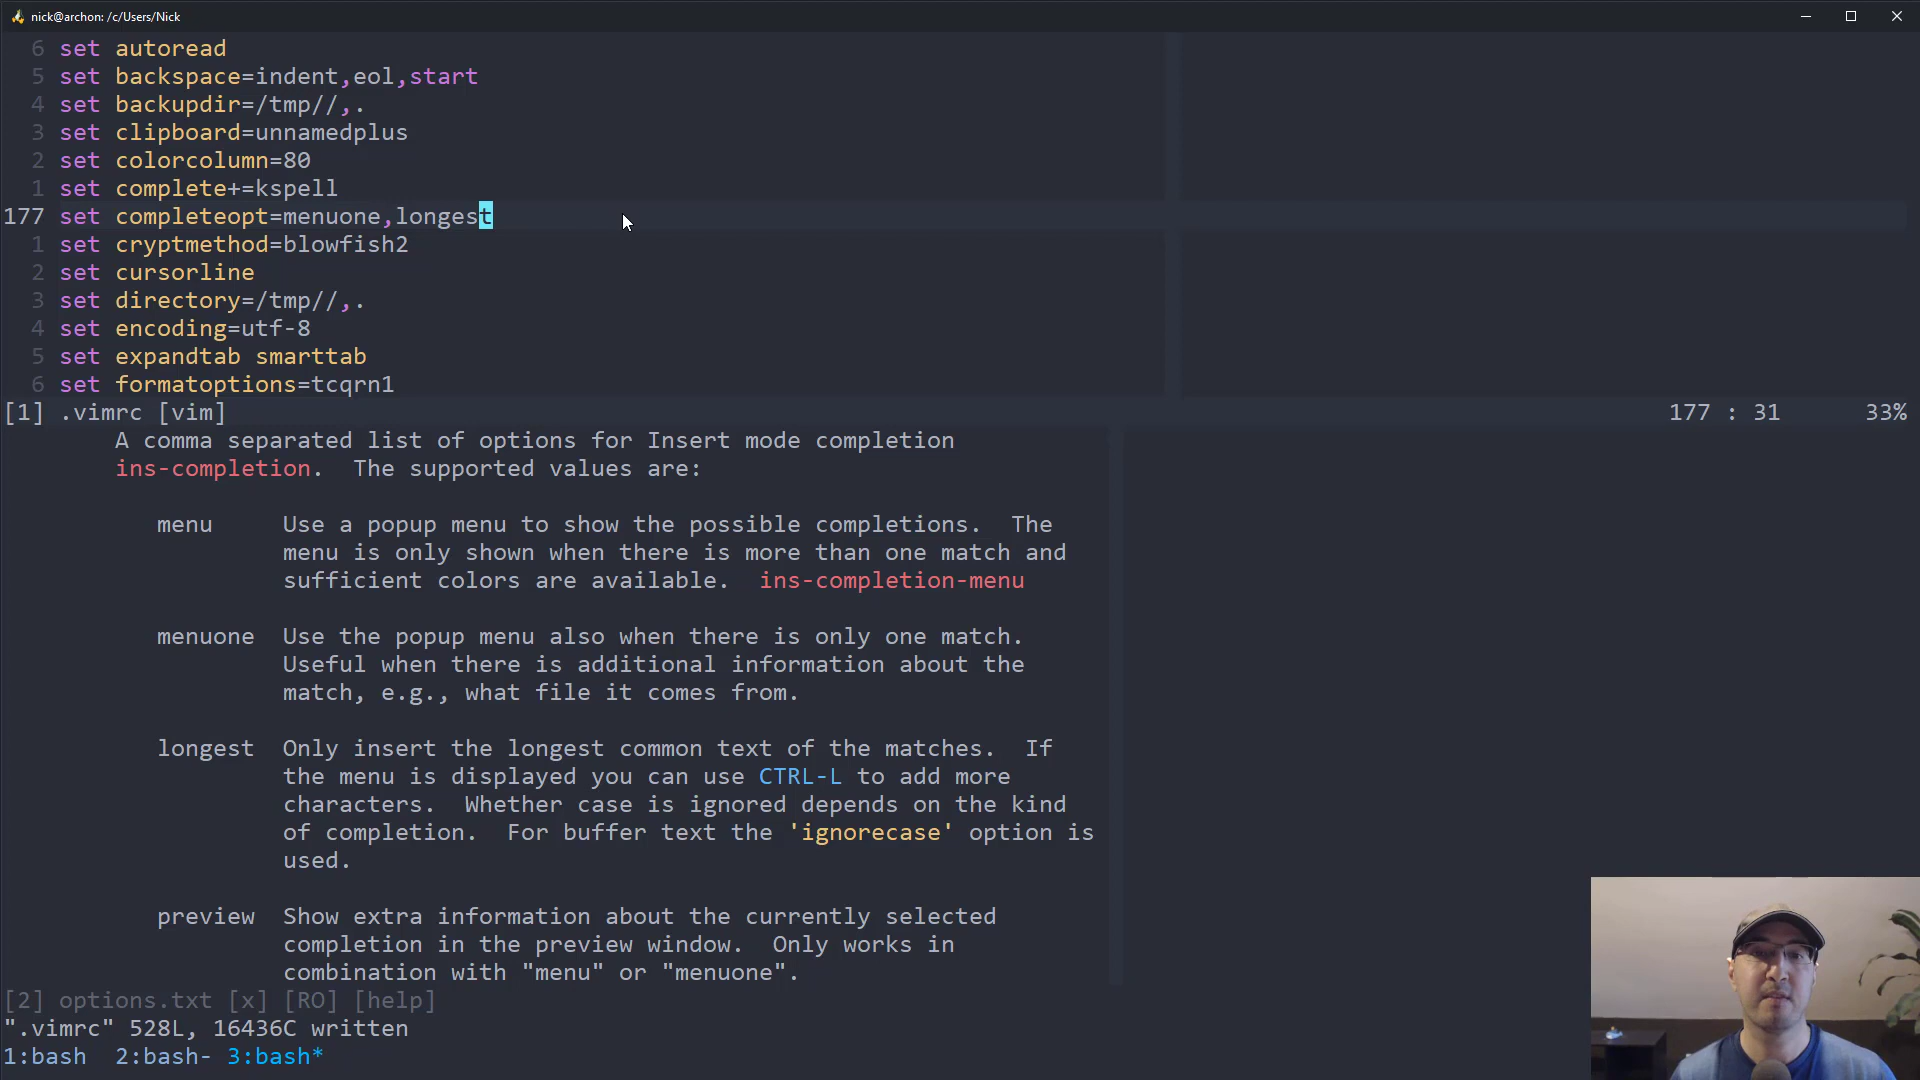 nick@archon: /c/Users/Nick
6 set autoread
5 set backspace=indent,eol,start
4 set backupdir=/tmp//,.
3 set clipboard=unnamedplus
2 set colorcolumn=80
1 set complete+=kspell
177 set completeopt=menuone,longest
1 set cryptmethod=blowfish2
2 set cursorline
3 set directory=/tmp//,.
4 set encoding=utf-8
5 set expandtab smarttab
6 set formatoptions=tcqrn1
[1] .vimrc [vim] 177 : 31 33%
A comma separated list of options for Insert mode completion
ins-completion. The supported values are:
menu Use a popup menu to show the possible completions. The
menu is only shown when there is more than one match and
sufficient colors are available. ins-completion-menu
menuone Use the popup menu also when there is only one match.
Useful when there is additional information about the
match, e.g., what file it comes from.
longest Only insert the longest common text of the matches. If
the menu is displayed you can use CTRL-L to add more
characters. Whether case is ignored depends on the kind
of completion. For buffer text the 'ignorecase' option is
used.
preview Show extra information about the currently selected
completion in the preview window. Only works in
combination with "menu" or "menuone".
[2] options.txt [x] [RO] [help]
".vimrc" 528L, 16436C written
1:bash 2:bash- 3:bash*